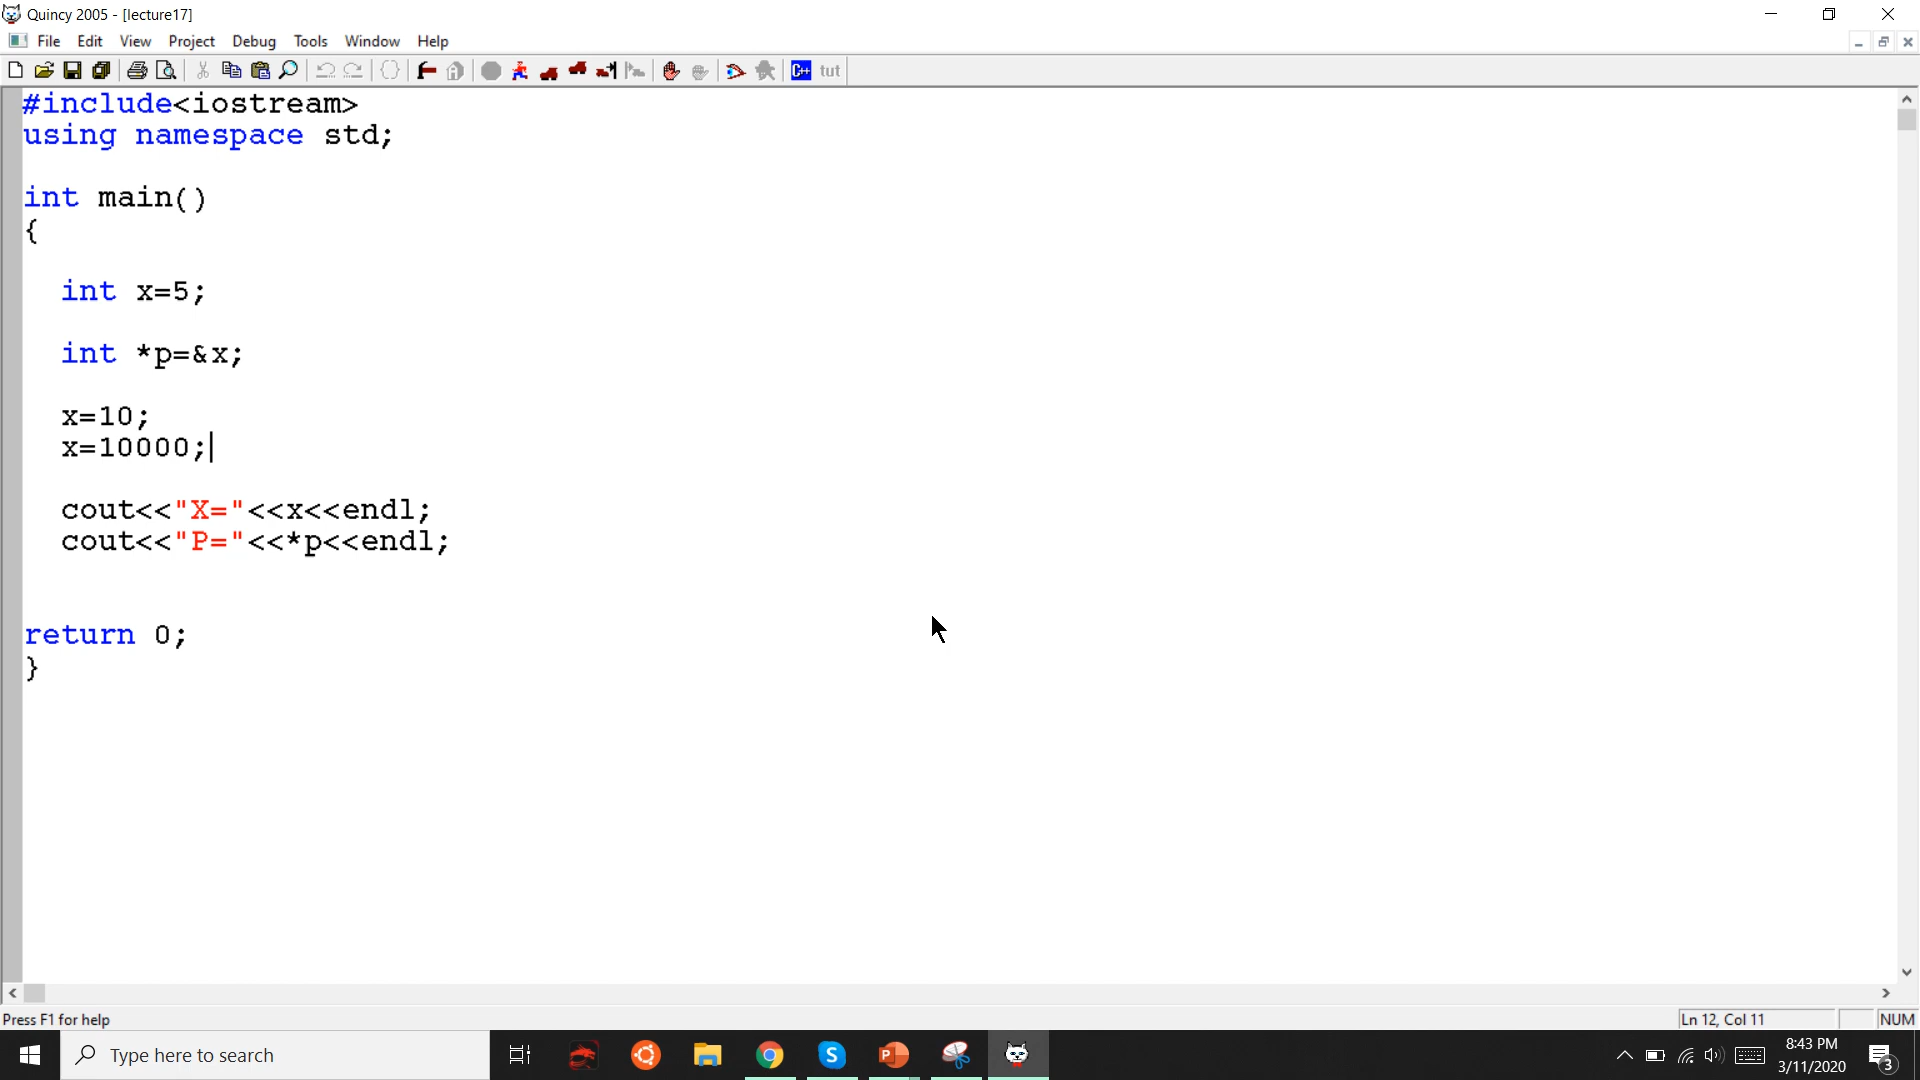 Quincy 2005 - [lecture17]
File Edit View Project Debug Tools Window Help
C++ tut
#include<iostream>
using namespace std;
int main()
{
int x=5;
int *p=&x;
x=10;
x=10000;
cout<<"X="<<x<<endl;
cout<<"P="<<*p<<endl;
return 0;
}
Press F1 for help Ln 12, Col 11 NUM
Type here to search
8:43 PM
3/11/2020
3